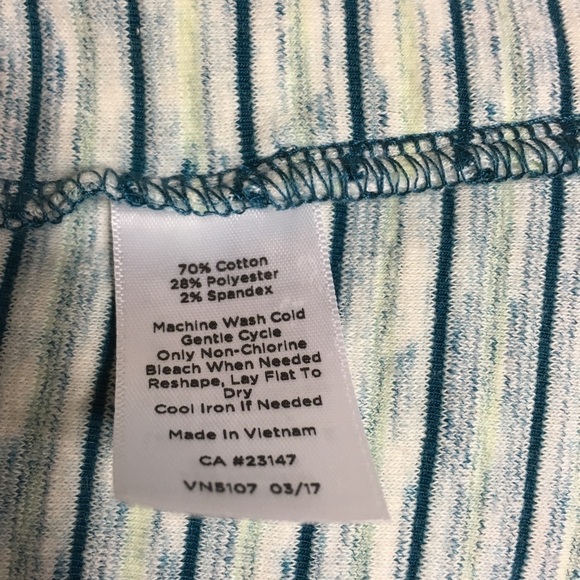 70% Cotton
28% Polyester
2% Spandex
Machine Wash Cold
Gentle Cycle
Only Non-Chlorine
Bleach When Needed
Reshape, Lay Flat To
Dry
Cool Iron If Needed
Made In Vietnam
CA #23147
VN5107 03/17